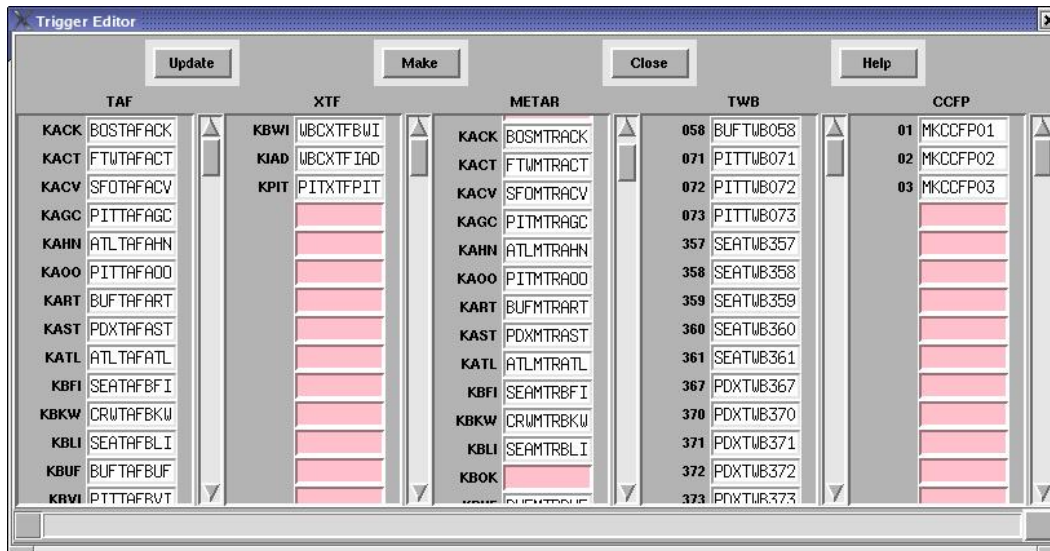 Trigger Editor
Update Make Close Help
TAF XTF METAR TWB CCFP
KACK BOSTAFACK KBWI WBCXTFBWI KACK BOSMTRACK 058 BUFTWB058 01 MKCCFP01
KACT FTWTAFACT KIAD WBCXTFIAD KACT FTWMTRACT 071 PITTWB071 02 MKCCFP02
KACV SFOTAFACV KPIT PITXTFPIT KACV SFOMTRACV 072 PITTWB072 03 MKCCFP03
KAGC PITTAFAGC KAGC PITMTRAGC 073 PITTWB073
KAHN ATLTAFAHN KAHN ATLMTRAHN 357 SEATWB357
KAOO PITTAFAOO KAOO PITMTRAOO 358 SEATWB358
KART BUFTAFART KART BUFMTRART 359 SEATWB359
KAST PDXTAFAST KAST PDXMTRAST 360 SEATWB360
KATL ATLTAFATL KATL ATLMTRATL 361 SEATWB361
KBFI SEATAFBFI KBFI SEAMTRBFI 367 PDXTWB367
KBKW CRWTAFBKW KBKW CRWMTRBKW 370 PDXTWB370
KBLI SEATAFBLI KBLI SEAMTRBLI 371 PDXTWB371
KBUF BUFTAFBUF KBOK 372 PDXTWB372
KBVI PITTAFBVI 373 PDXTWB373